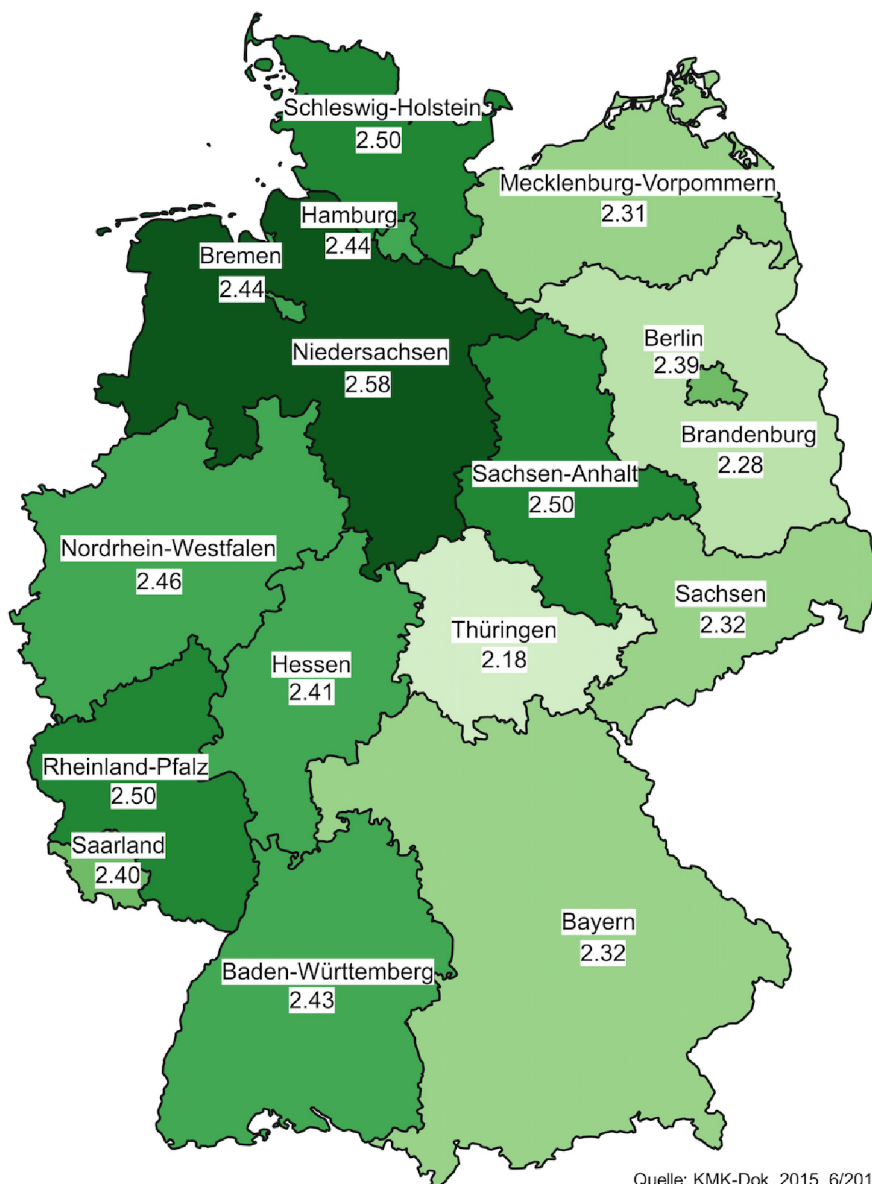 Schleswig-Holstein
2.50
Mecklenburg-Vorpommern
2.31
Hamburg
2.44
Bremen
2.44
Niedersachsen
2.58
Berlin
2.39
Brandenburg
2.28
Sachsen-Anhalt
2.50
Nordrhein-Westfalen
2.46
Sachsen
2.32
Thüringen
2.18
Hessen
2.41
Rheinland-Pfalz
2.50
Saarland
2.40
Bayern
2.32
Baden-Württemberg
2.43
Quelle: KMK-Dok. 2015, 6/201